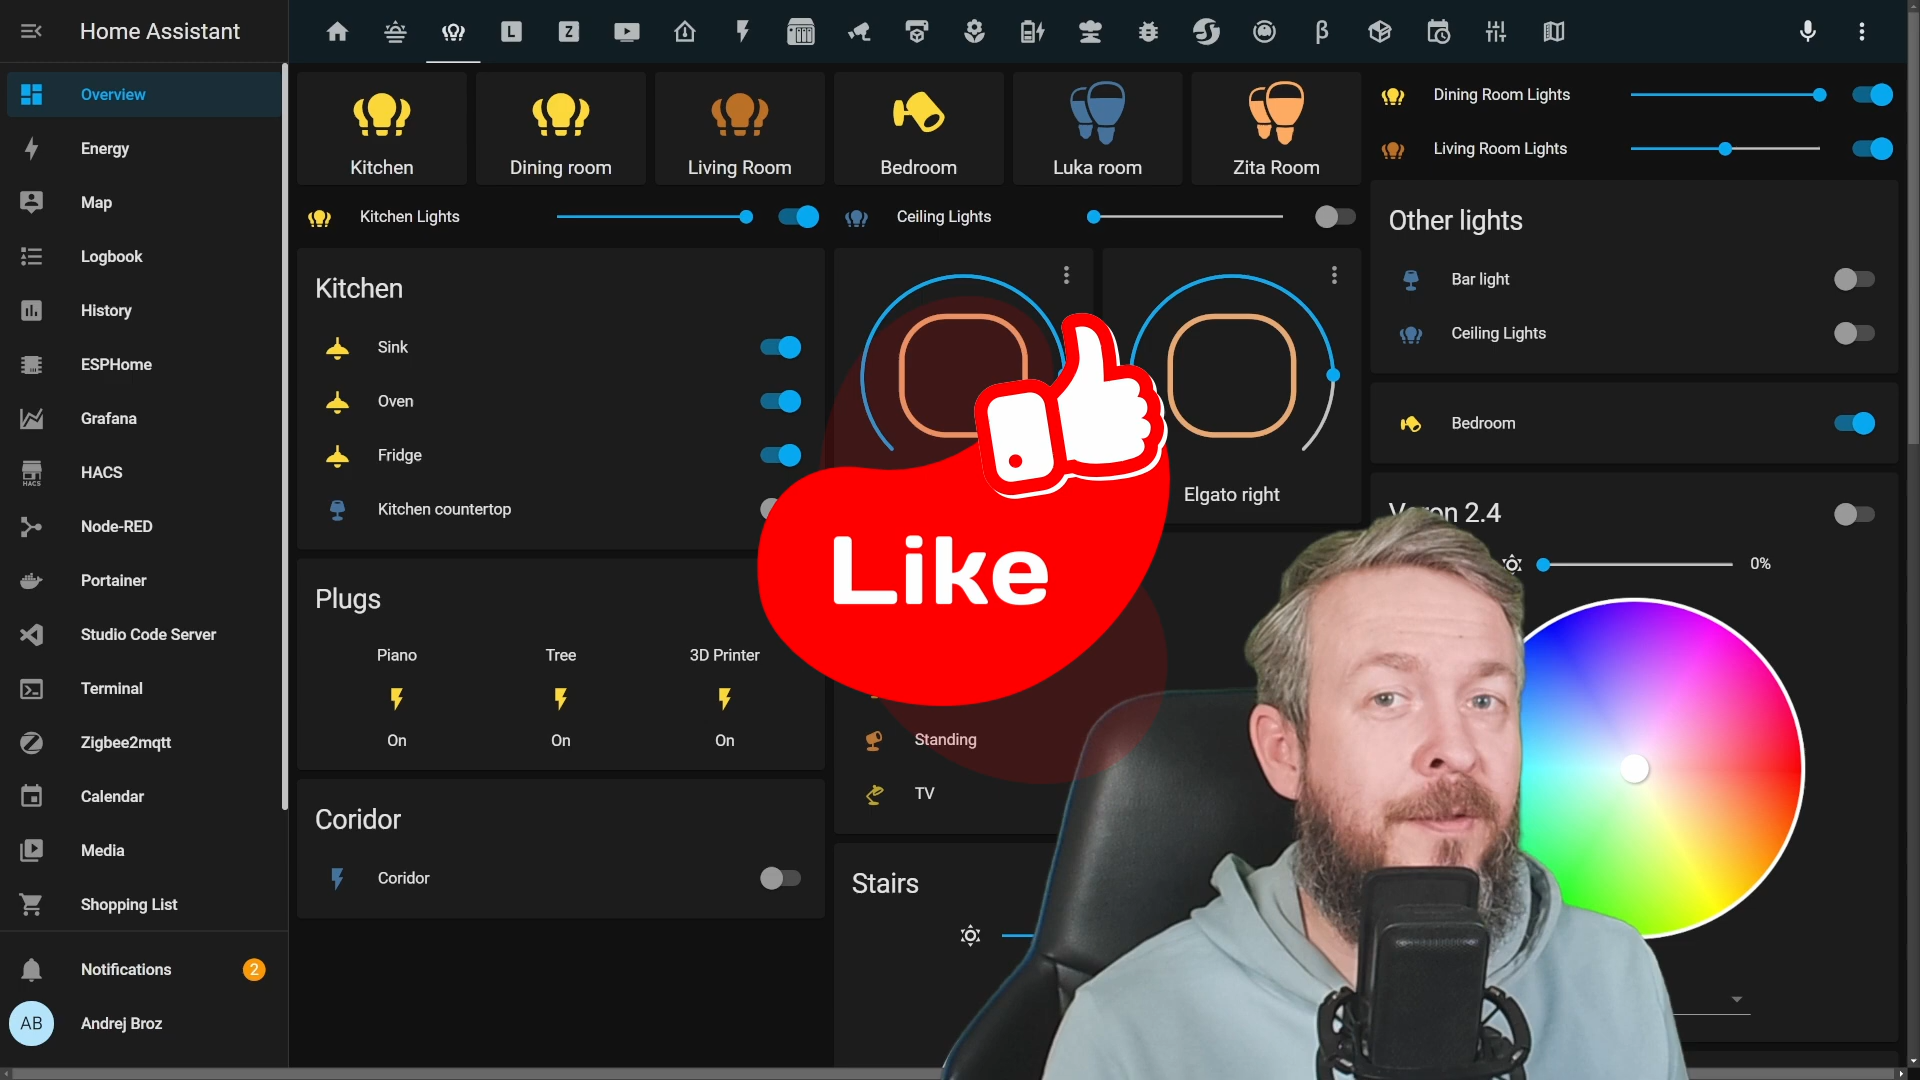 Home Assistant
L
Z
β
Overview
Energy
Map
Logbook
History
ESPHome
Grafana
HACS
HACS
Node-RED
Portainer
Studio Code Server
Terminal
Zigbee2mqtt
Calendar
Media
Shopping List
Notifications
2
AB
Andrej Broz
Kitchen
Dining room
Living Room
Bedroom
Luka room
Zita Room
Kitchen Lights
Ceiling Lights
Dining Room Lights
Living Room Lights
Kitchen
Sink
Oven
Fridge
Kitchen countertop
Plugs
Piano
Tree
3D Printer
On
On
On
Coridor
Coridor
Elgato right
Like
Standing
TV
Stairs
Other lights
Bar light
Ceiling Lights
Bedroom
2.4
0%